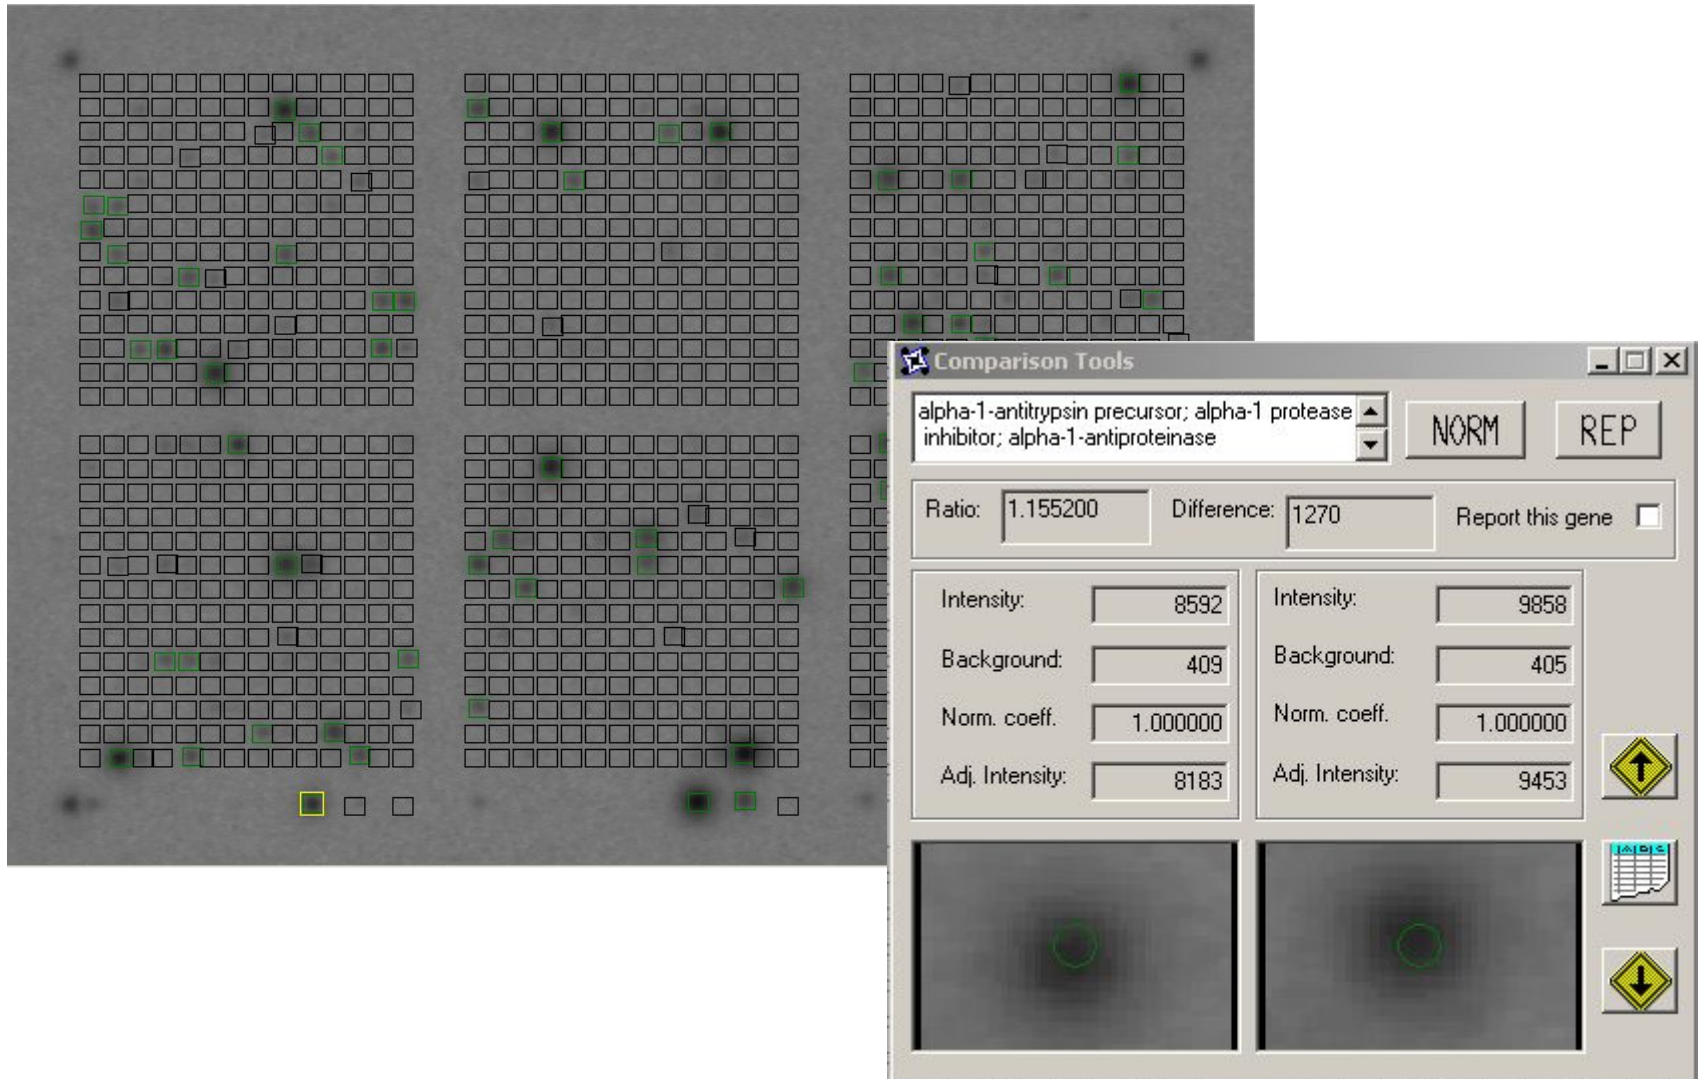 Comparison Tools
alpha-1-antitrypsin precursor; alpha-1 protease
inhibitor; alpha-1-antiproteinase
NORM
REP
Ratio: 1.155200 Difference: 1270 Report this gene
Intensity: 8592
Background: 409
Norm. coeff. 1.000000
Adj. Intensity: 8183
Intensity: 9858
Background: 405
Norm. coeff. 1.000000
Adj. Intensity: 9453